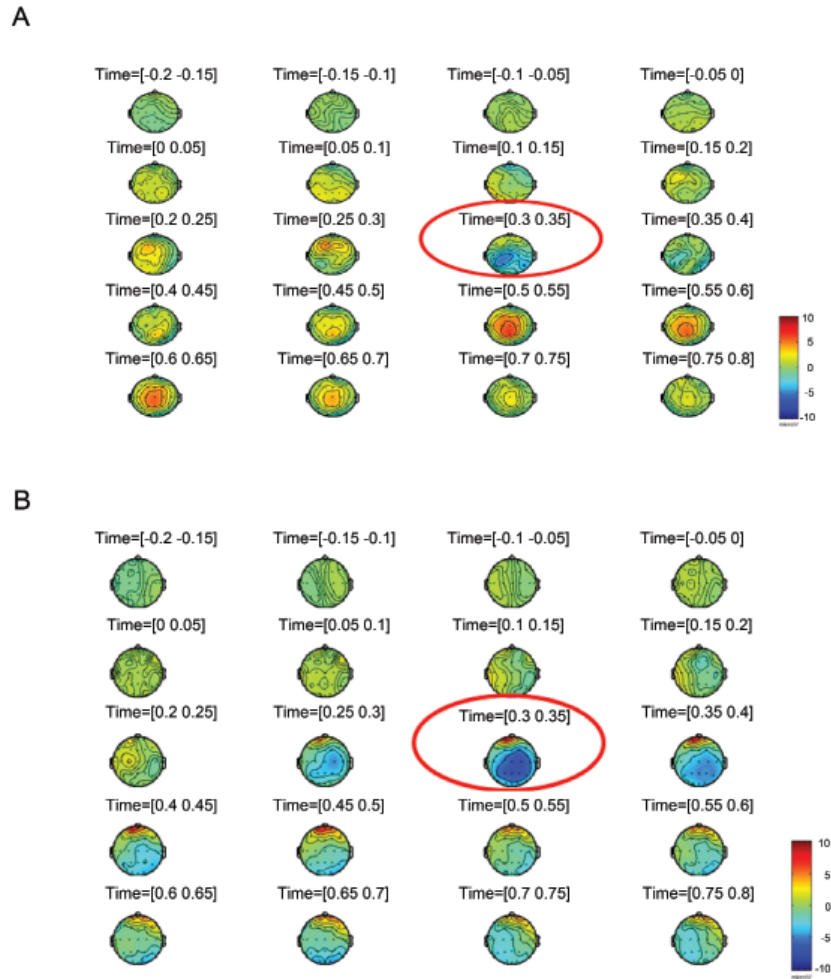 A
Time=[-0.2 -0.15] Time=[-0.15 -0.1] Time=[-0.1 -0.05] Time=[-0.05 0]
Time=[0 0.05] Time=[0.05 0.1] Time=[0.1 0.15] Time=[0.15 0.2]
Time=[0.2 0.25] Time=[0.25 0.3] Time=[0.3 0.35] Time=[0.35 0.4]
Time=[0.4 0.45] Time=[0.45 0.5] Time=[0.5 0.55] Time=[0.55 0.6]
10
5
0
-5
-10
Time=[0.6 0.65] Time=[0.65 0.7] Time=[0.7 0.75] Time=[0.75 0.8]
B
Time=[-0.2 -0.15] Time=[-0.15 -0.1] Time=[-0.1 -0.05] Time=[-0.05 0]
Time=[0 0.05] Time=[0.05 0.1] Time=[0.1 0.15] Time=[0.15 0.2]
Time=[0.2 0.25] Time=[0.25 0.3] Time=[0.3 0.35] Time=[0.35 0.4]
Time=[0.4 0.45] Time=[0.45 0.5] Time=[0.5 0.55] Time=[0.55 0.6]
10
5
0
-5
-10
Time=[0.6 0.65] Time=[0.65 0.7] Time=[0.7 0.75] Time=[0.75 0.8]